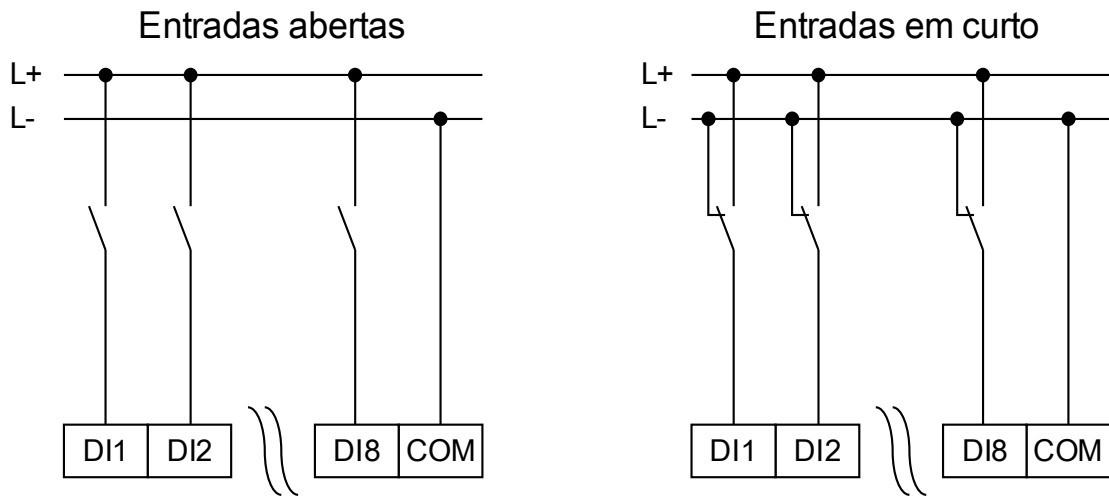 Entradas abertas
L+
L-
DI1 DI2 DI8 COM
Entradas em curto
L+
L-
DI1 DI2 DI8 COM